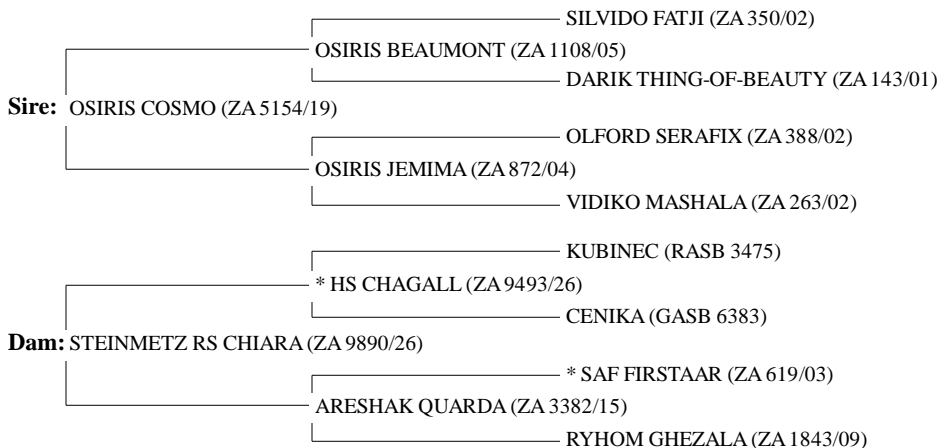 SILVIDO FATJI (ZA 350/02)
OSIRIS BEAUMONT (ZA 1108/05)
DARIK THING-OF-BEAUTY (ZA 143/01)
Sire: OSIRIS COSMO (ZA 5154/19)
OLFORD SERAFIX (ZA 388/02)
OSIRIS JEMIMA (ZA 872/04)
VIDIKO MASHALA (ZA 263/02)
KUBINEC (RASB 3475)
* HS CHAGALL (ZA 9493/26)
CENIKA (GASB 6383)
Dam: STEINMETZ RS CHIARA (ZA 9890/26)
* SAF FIRSTAAR (ZA 619/03)
ARESHAK QUARDA (ZA 3382/15)
RYHOM GHEZALA (ZA 1843/09)